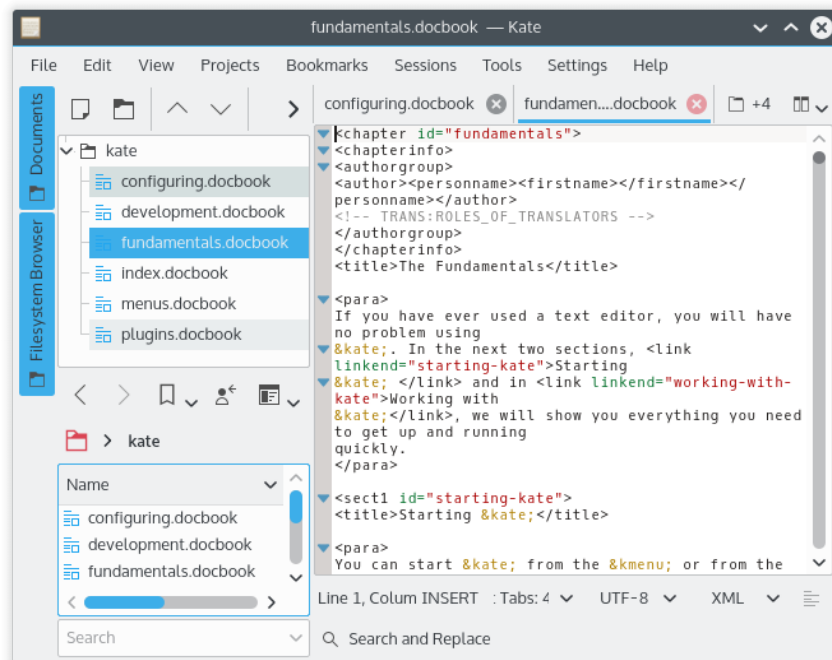 fundamentals.docbook — Kate
File Edit View Projects Bookmarks Sessions Tools Settings Help
Documents
Filesystem Browser
kate
configuring.docbook
development.docbook
fundamentals.docbook
index.docbook
menus.docbook
plugins.docbook
kate
Name
configuring.docbook
development.docbook
fundamentals.docbook
Search
configuring.docbook fundamen....docbook +4
<chapter id="fundamentals">
<chapterinfo>
<authorgroup>
<author><personname><firstname></firstname></
personname></author>
<!-- TRANS:ROLES_OF_TRANSLATORS -->
</authorgroup>
</chapterinfo>
<title>The Fundamentals</title>
<para>
If you have ever used a text editor, you will have
no problem using
&kate;. In the next two sections, <link
linkend="starting-kate">Starting
&kate; </link> and in <link linkend="working-with-
kate">Working with
&kate;</link>, we will show you everything you need
to get up and running
quickly.
</para>
<sect1 id="starting-kate">
<title>Starting &kate;</title>
<para>
You can start &kate; from the &kmenu; or from the
Line 1, Colum INSERT : Tabs: 4 UTF-8 XML
Search and Replace